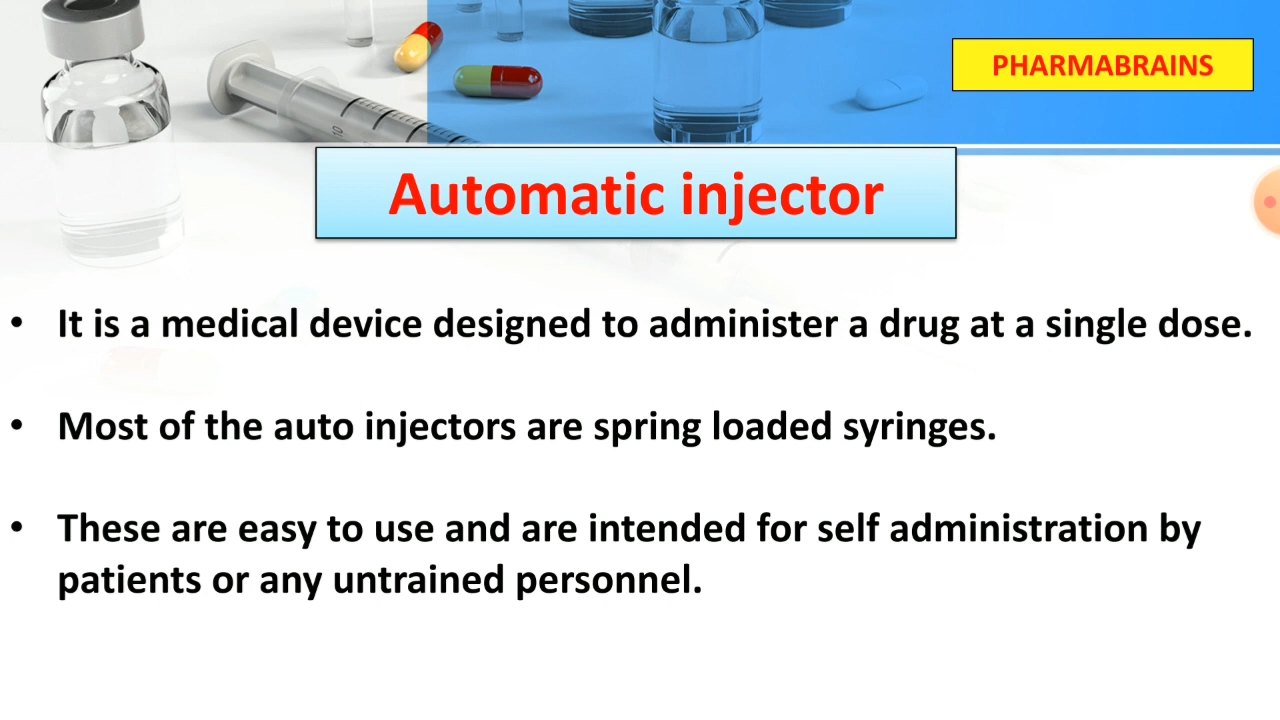 PHARMABRAINS
Automatic injector
• It is a medical device designed to administer a drug at a single dose.
• Most of the auto injectors are spring loaded syringes.
• These are easy to use and are intended for self administration by
patients or any untrained personnel.